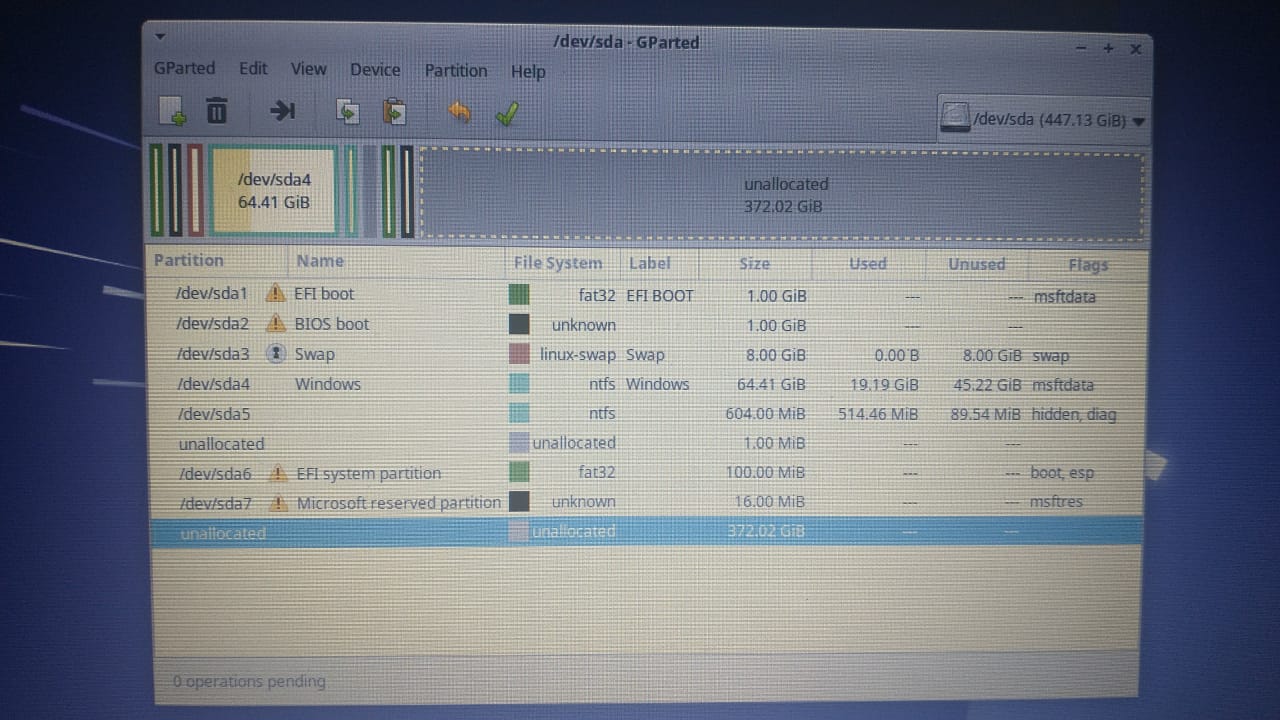 /dev/sda - GParted
GParted Edit View Device Partition Help
/dev/sda (447.13 GiB)
/dev/sda4
64.41 GiB
unallocated
372.02 GiB
Partition Name File System Label Size Used Unused Flags
/dev/sda1 EFI boot fat32 EFI BOOT 1.00 GiB --- --- msftdata
/dev/sda2 BIOS boot unknown 1.00 GiB --- ---
/dev/sda3 Swap linux-swap Swap 8.00 GiB 0.00 B 8.00 GiB swap
/dev/sda4 Windows ntfs Windows 64.41 GiB 19.19 GiB 45.22 GiB msftdata
/dev/sda5 ntfs 604.00 MiB 514.46 MiB 89.54 MiB hidden, diag
unallocated unallocated 1.00 MiB --- ---
/dev/sda6 EFI system partition fat32 100.00 MiB --- --- boot, esp
/dev/sda7 Microsoft reserved partition unknown 16.00 MiB --- --- msftres
unallocated unallocated 372.02 GiB --- ---
0 operations pending